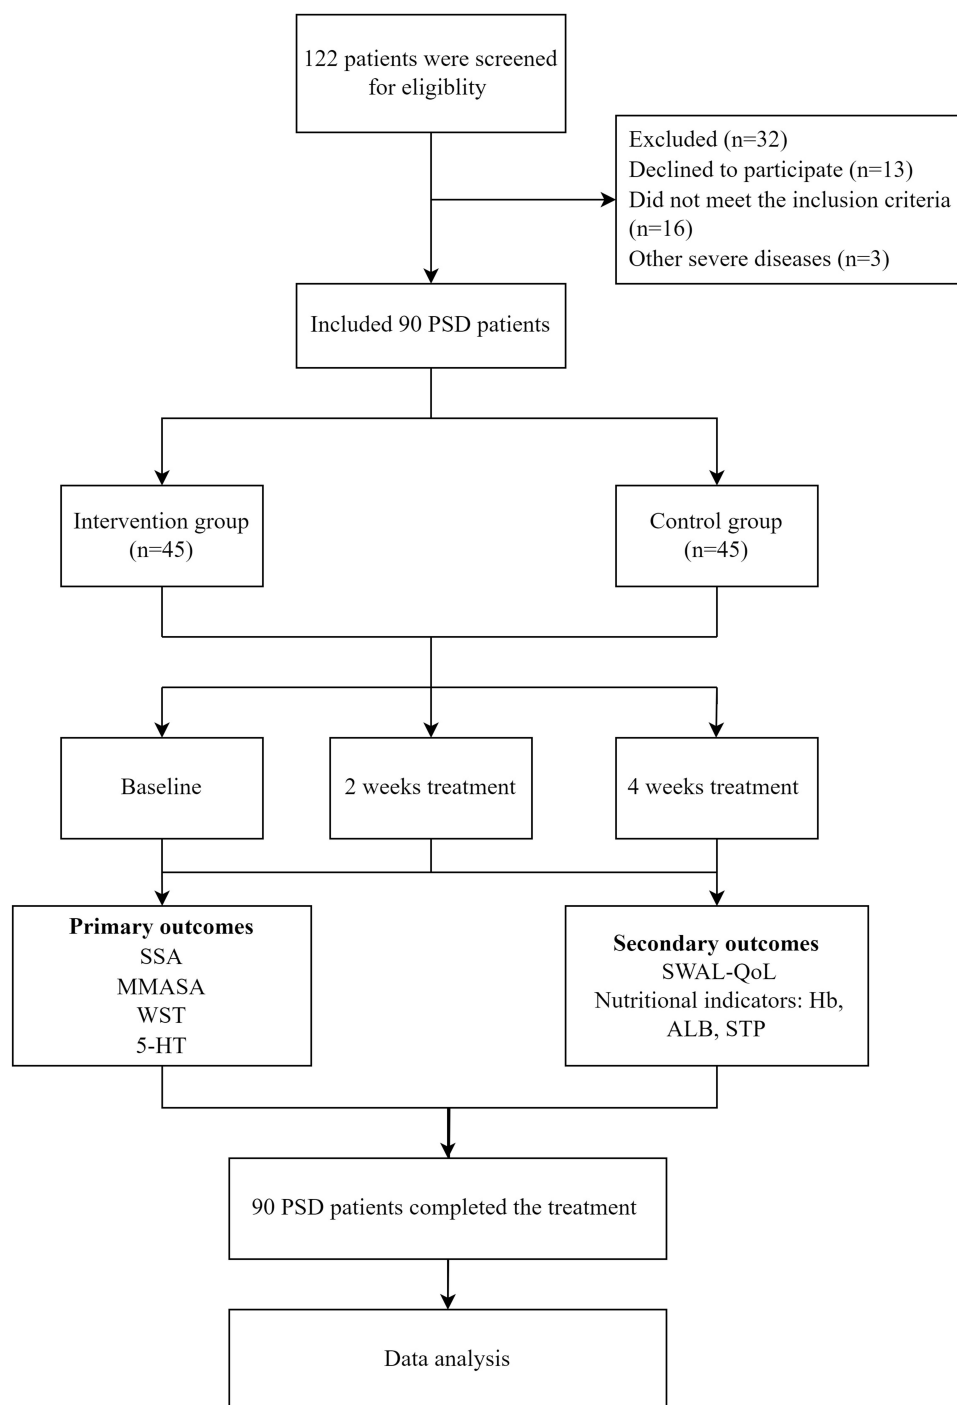 122 patients were screened
for eligiblity
Excluded (n=32)
Declined to participate (n=13)
Did not meet the inclusion criteria
(n=16)
Other severe diseases (n=3)
Included 90 PSD patients
Intervention group
(n=45)
Control group
(n=45)
Baseline
2 weeks treatment
4 weeks treatment
Primary outcomes
SSA
MMASA
WST
5-HT
Secondary outcomes
SWAL-QoL
Nutritional indicators: Hb,
ALB, STP
90 PSD patients completed the treatment
Data analysis